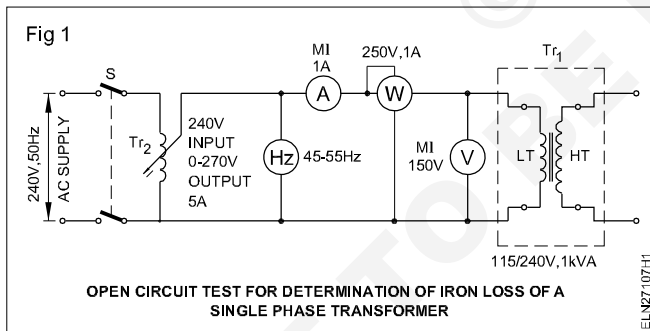 Fig 1
S
240V,50Hz
AC SUPPLY
Tr2
240V
INPUT
0-270V
OUTPUT
5A
Hz
45-55Hz
MI
1A
A
250V,1A
W
MI
150V
V
Tr1
LT
HT
115/240V,1kVA
OPEN CIRCUIT TEST FOR DETERMINATION OF IRON LOSS OF A
SINGLE PHASE TRANSFORMER
ELN27107H1
TO BE